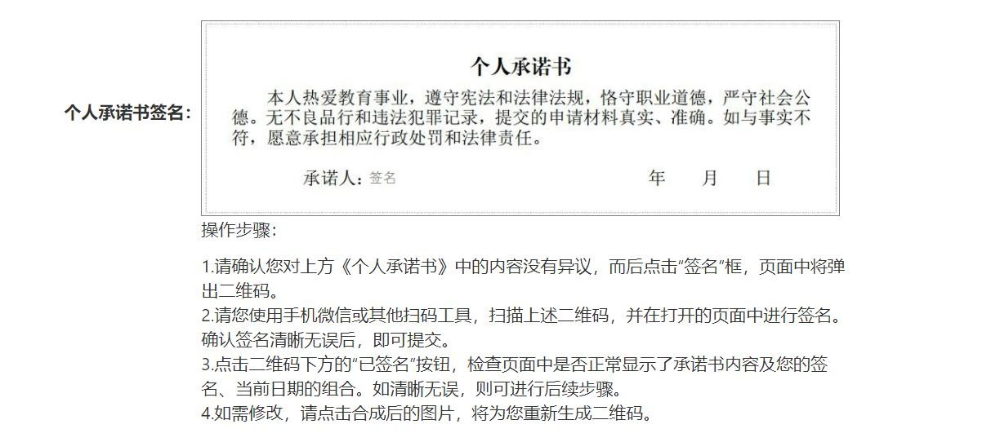 个人承诺书
本人热爱教育事业，遵守宪法和法律法规，恪守职业道德，严守社会公
德。无不良品行和违法犯罪记录，提交的申请材料真实、准确。如与事实不
符，愿意承担相应行政处罚和法律责任。
个人承诺书签名：
承诺人：签名 年 月 日
操作步骤：
1.请确认您对上方《个人承诺书》中的内容没有异议，而后点击“签名”框，页面中将弹
出二维码。
2.请您使用手机微信或其他扫码工具，扫描上述二维码，并在打开的页面中进行签名。
确认签名清晰无误后，即可提交。
3.点击二维码下方的“已签名”按钮，检查页面中是否正常显示了承诺书内容及您的签
名、当前日期的组合。如清晰无误，则可进行后续步骤。
4.如需修改，请点击合成后的图片，将为您重新生成二维码。